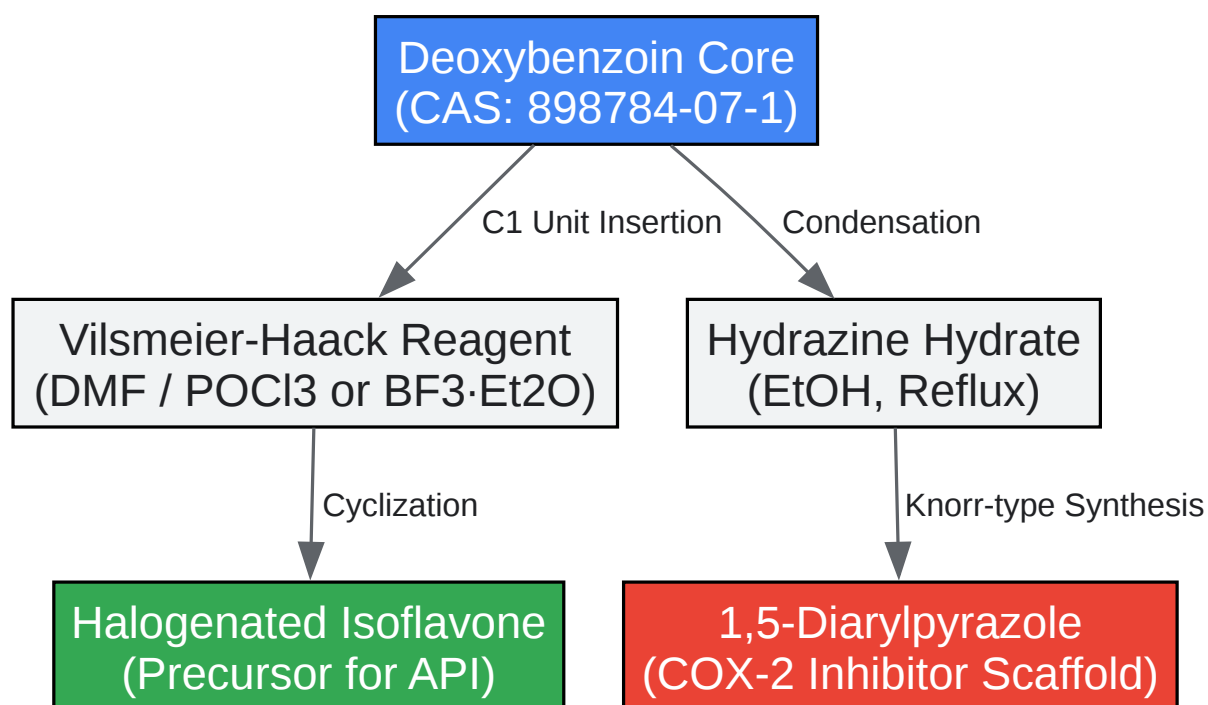 Deoxybenzoin Core
(CAS: 898784-07-1)
C1 Unit Insertion
Condensation
Vilsmeier-Haack Reagent
(DMF / POCl3 or BF3·Et2O)
Hydrazine Hydrate
(EtOH, Reflux)
Cyclization
Knorr-type Synthesis
Halogenated Isoflavone
(Precursor for API)
1,5-Diarylpyrazole
(COX-2 Inhibitor Scaffold)